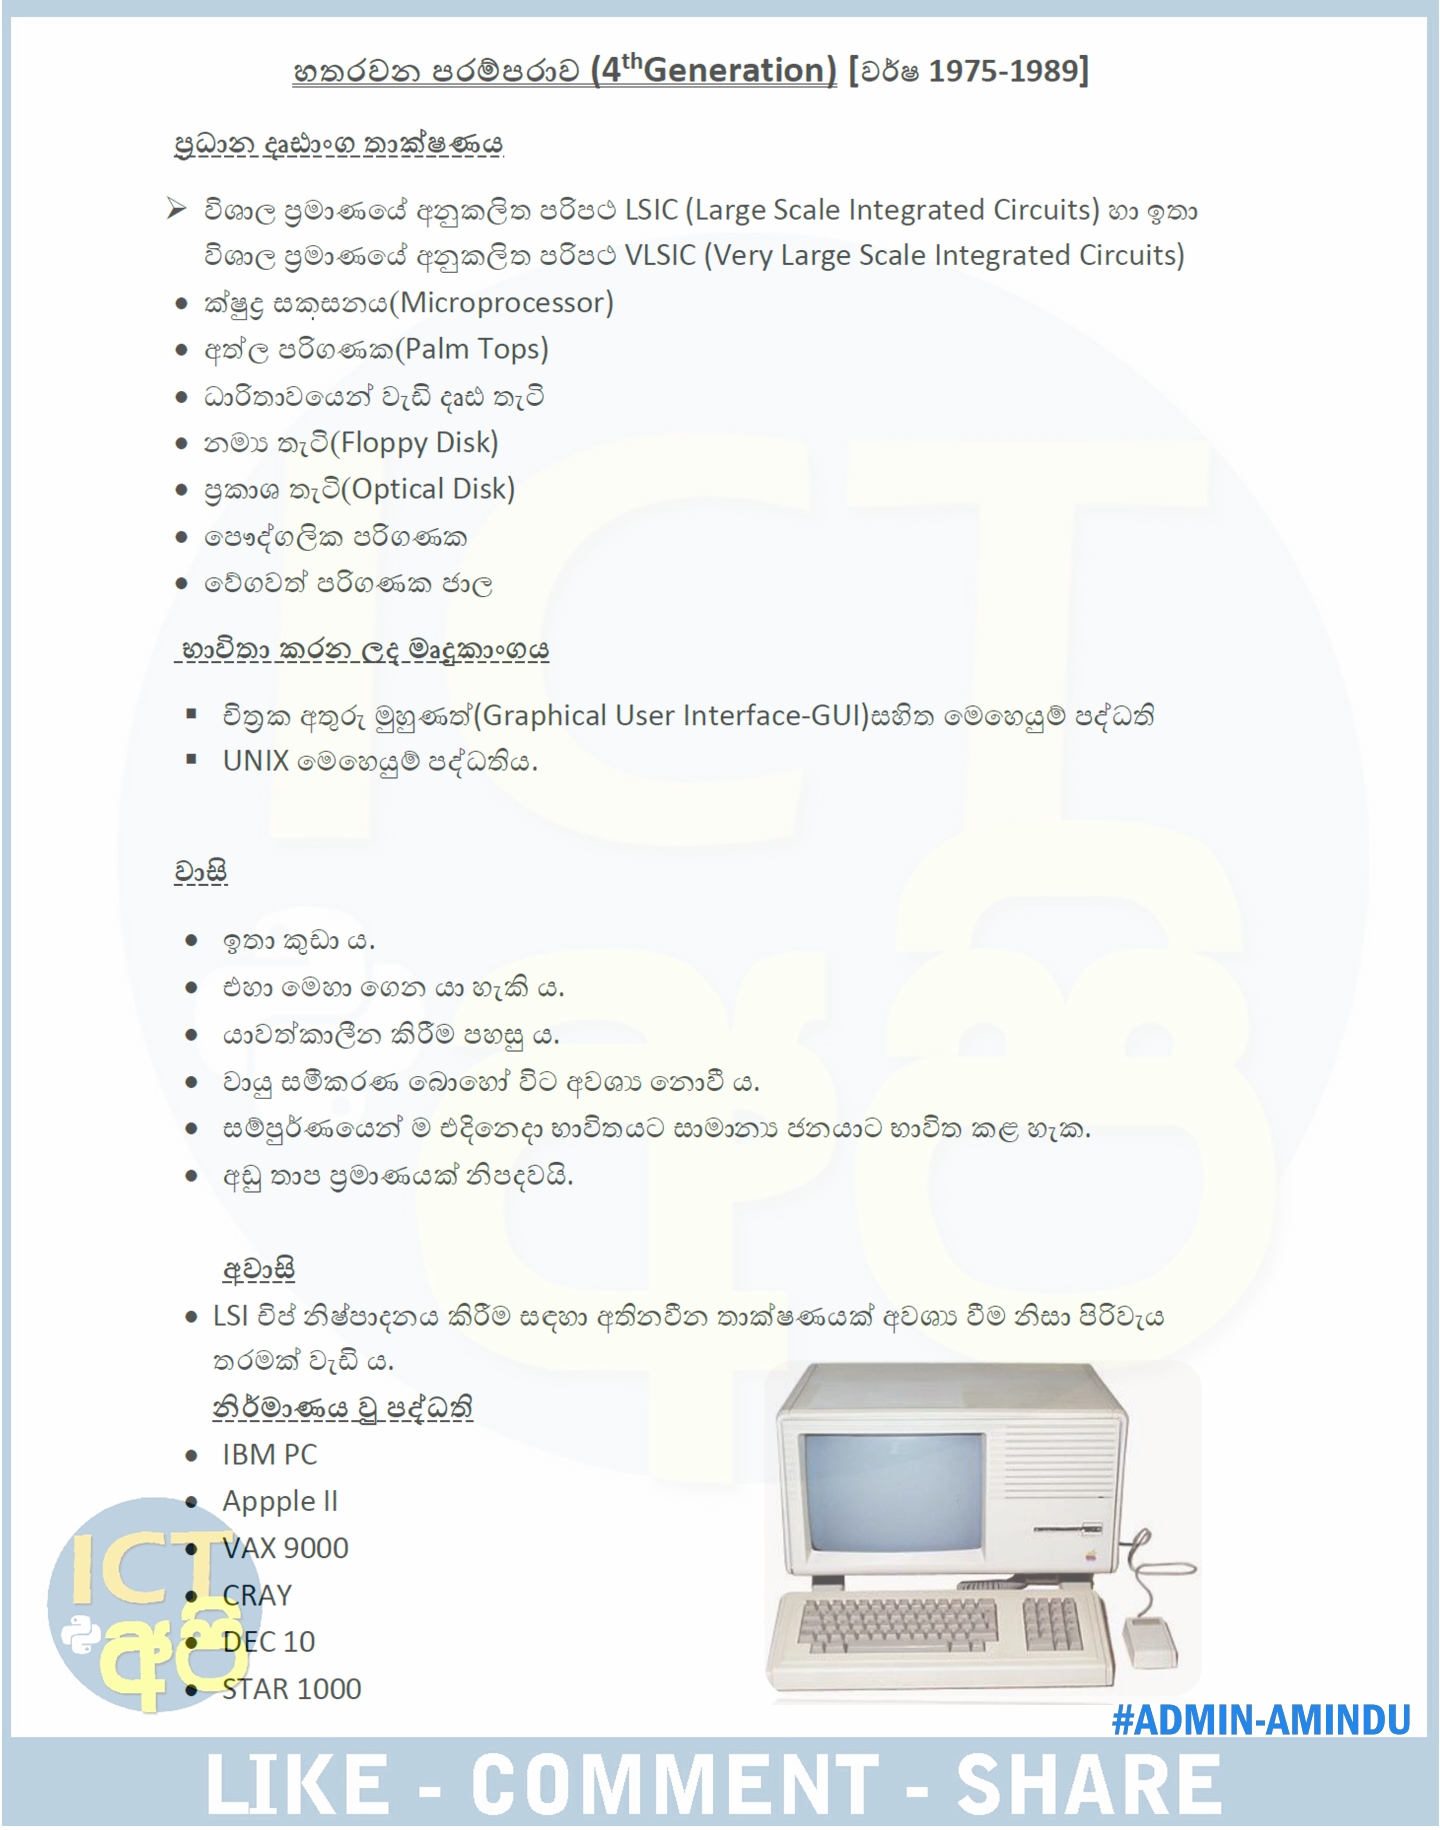 හතරවන පරම්පරාව (4thGeneration) [වර්ෂ 1975-1989]
ප්‍රධාන දෘඪාංග තාක්ෂණය
➢ විශාල ප්‍රමාණයේ අනුකලිත පරිපථ LSIC (Large Scale Integrated Circuits) හා ඉතා
විශාල ප්‍රමාණයේ අනුකලිත පරිපථ VLSIC (Very Large Scale Integrated Circuits)
• ක්ෂුද්‍ර සකසනය(Microprocessor)
• අත්ල පරිගණක(Palm Tops)
• ධාරිතාවයෙන් වැඩි දෘඪ තැටි
• නම්‍ය තැටි(Floppy Disk)
• ප්‍රකාශ තැටි(Optical Disk)
• පෞද්ගලික පරිගණක
• වේගවත් පරිගණක ජාල
භාවිතා කරන ලද මෘදුකාංගය
▪ චිත්‍රක අතුරු මුහුණත්(Graphical User Interface-GUI)සහිත මෙහෙයුම් පද්ධති
▪ UNIX මෙහෙයුම් පද්ධතිය.
වාසි
• ඉතා කුඩා ය.
• එහා මෙහා ගෙන යා හැකි ය.
• යාවත්කාලීන කිරීම පහසු ය.
• වායු සමීකරණ බොහෝ විට අවශ්‍ය නොවී ය.
• සම්පුර්ණයෙන් ම එදිනෙදා භාවිතයට සාමාන්‍ය ජනයාට භාවිත කළ හැක.
• අඩු තාප ප්‍රමාණයක් නිපදවයි.
අවාසි
• LSI චිප් නිෂ්පාදනය කිරීම සඳහා අතිනවීන තාක්ෂණයක් අවශ්‍ය වීම නිසා පිරිවැය
තරමක් වැඩි ය.
නිර්මාණය වු පද්ධති
• IBM PC
• Appple II
• VAX 9000
• CRAY
• DEC 10
• STAR 1000
ICT
අපි
#ADMIN-AMINDU
LIKE - COMMENT - SHARE